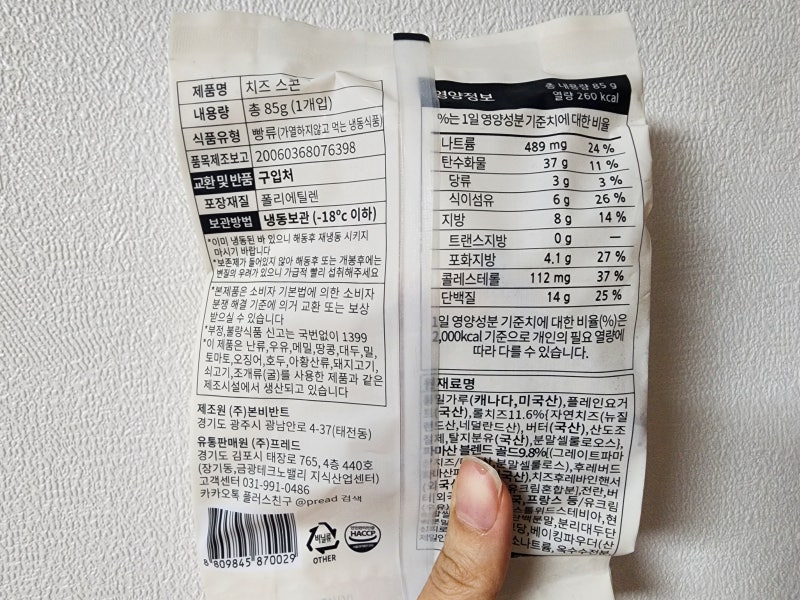 제품명 치즈 스콘
내용량 총 85g (1개입)
식품유형 빵류(가열하지않고 먹는 냉동식품)
품목제조보고 20060368076398
교환 및 반품 구입처
포장재질 폴리에틸렌
보관방법 냉동보관 (-18℃ 이하)
*이미 냉동된 바 있으니 해동후 재냉동 시키지
마시기 바랍니다
*보존제가 들어있지 않아 해동후 또는 개봉후에는
변질의 우려가 있으니 가급적 빨리 섭취해주세요
*본제품은 소비자 기본법에 의한 소비자
분쟁 해결 기준에 의거 교환 또는 보상
받으실 수 있습니다
*부정,불량식품 신고는 국번없이 1399
*이 제품은 난류,우유,메밀,땅콩,대두,밀,
토마토,오징어,호두,아황산류,돼지고기,
쇠고기,조개류(굴)를 사용한 제품과 같은
제조시설에서 생산되고 있습니다
제조원 (주)본비반트
경기도 광주시 광남안로 4-37(태전동)
유통판매원 (주)프레드
경기도 김포시 태장로 765, 4층 440호
(장기동,금광테크노밸리 지식산업센터)
고객센터 031-991-0486
카카오톡 플러스친구 @pread 검색
8 809845 870029
비닐류
OTHER
HACCP
영양정보
총 내용량 85 g
열량 260 kcal
%는 1일 영양성분 기준치에 대한 비율
나트륨 489 mg 24 %
탄수화물 37 g 11 %
당류 3 g 3 %
식이섬유 6 g 26 %
지방 8 g 14 %
트랜스지방 0 g —
포화지방 4.1 g 27 %
콜레스테롤 112 mg 37 %
단백질 14 g 25 %
1일 영양성분 기준치에 대한 비율(%)은
2,000kcal 기준으로 개인의 필요 열량에
따라 다를 수 있습니다.
원재료명
밀가루(캐나다,미국산),플레인요거
(국산),롤치즈11.6%(자연치즈(뉴질
랜드산,네덜란드산),버터(국산),산도조
탈지분유(국산),분말셀룰로오스),
파마산 블렌드 골드9.8%((그레이트파마
치즈 분말셀룰로스),후레버드
국산),치즈후레바인핸서
유크림혼합분],전란,버
외국 프랑스 등/유크림
스톨위드스테비아,현
백분말,분리대두단
당,베이킹파우더(산
소나트륨,옥수수전분